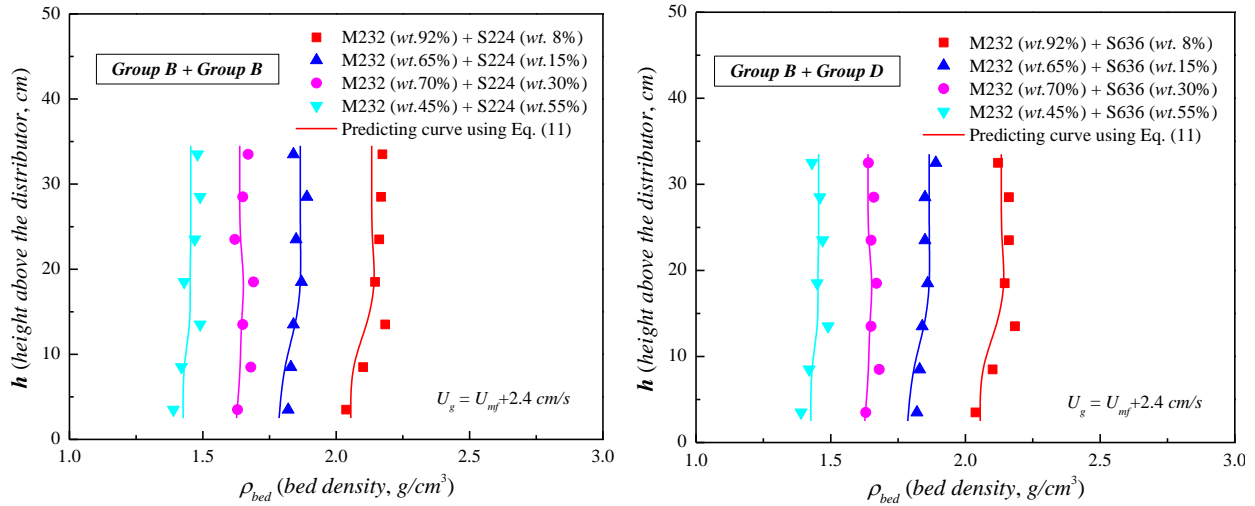 50
40
30
20
10
0
h (height above the distributor, cm)
Group B + Group B
M232 (wt.92%) + S224 (wt. 8%)
M232 (wt.65%) + S224 (wt.15%)
M232 (wt.70%) + S224 (wt.30%)
M232 (wt.45%) + S224 (wt.55%)
Predicting curve using Eq. (11)
U_g = U_mf+2.4 cm/s
1.0 1.5 2.0 2.5 3.0
ρ_bed (bed density, g/cm³)
50
40
30
20
10
0
h (height above the distributor, cm)
Group B + Group D
M232 (wt.92%) + S636 (wt. 8%)
M232 (wt.65%) + S636 (wt.15%)
M232 (wt.70%) + S636 (wt.30%)
M232 (wt.45%) + S636 (wt.55%)
Predicting curve using Eq. (11)
U_g = U_mf+2.4 cm/s
1.0 1.5 2.0 2.5 3.0
ρ_bed (bed density, g/cm³)